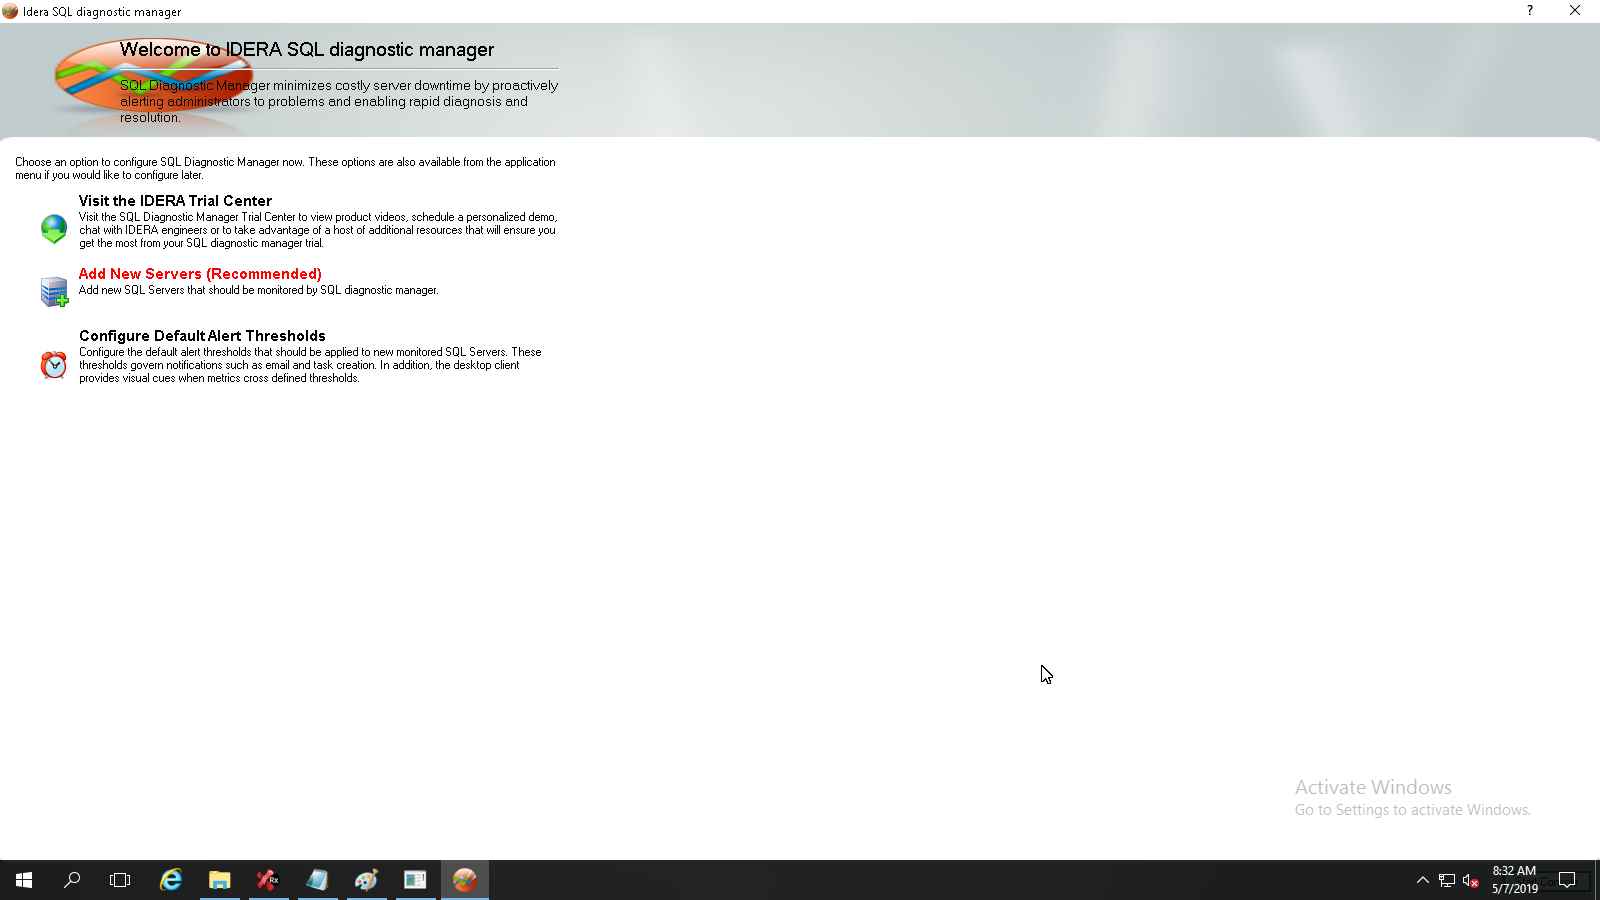 Idera SQL diagnostic manager
?
Welcome to IDERA SQL diagnostic manager
SQL Diagnostic Manager minimizes costly server downtime by proactively
alerting administrators to problems and enabling rapid diagnosis and
resolution.
Choose an option to configure SQL Diagnostic Manager now. These options are also available from the application
menu if you would like to configure later.
Visit the IDERA Trial Center
Visit the SQL Diagnostic Manager Trial Center to view product videos, schedule a personalized demo,
chat with IDERA engineers or to take advantage of a host of additional resources that will ensure you
get the most from your SQL diagnostic manager trial.
Add New Servers (Recommended)
Add new SQL Servers that should be monitored by SQL diagnostic manager.
Configure Default Alert Thresholds
Configure the default alert thresholds that should be applied to new monitored SQL Servers. These
thresholds govern notifications such as email and task creation. In addition, the desktop client
provides visual cues when metrics cross defined thresholds.
Activate Windows
Go to Settings to activate Windows.
Rx
8:32 AM
5/7/2019